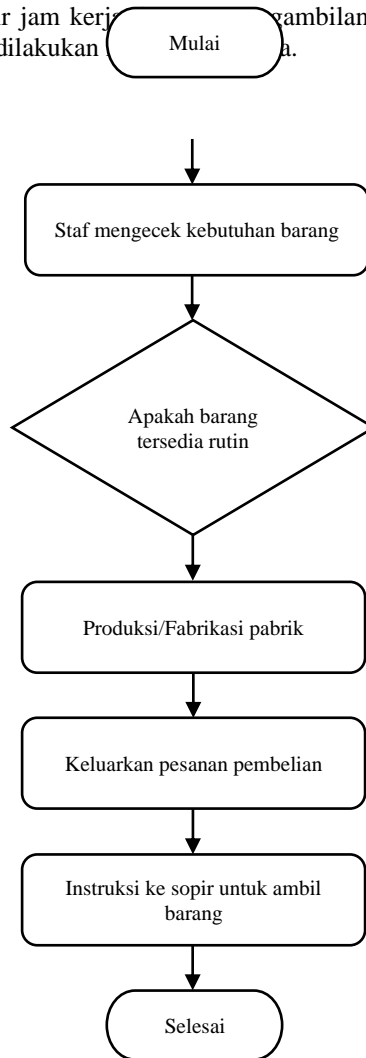 r jam kerja gambilan
dilakukan a.
Mulai
Staf mengecek kebutuhan barang
Apakah barang
tersedia rutin
Produksi/Fabrikasi pabrik
Keluarkan pesanan pembelian
Instruksi ke sopir untuk ambil
barang
Selesai